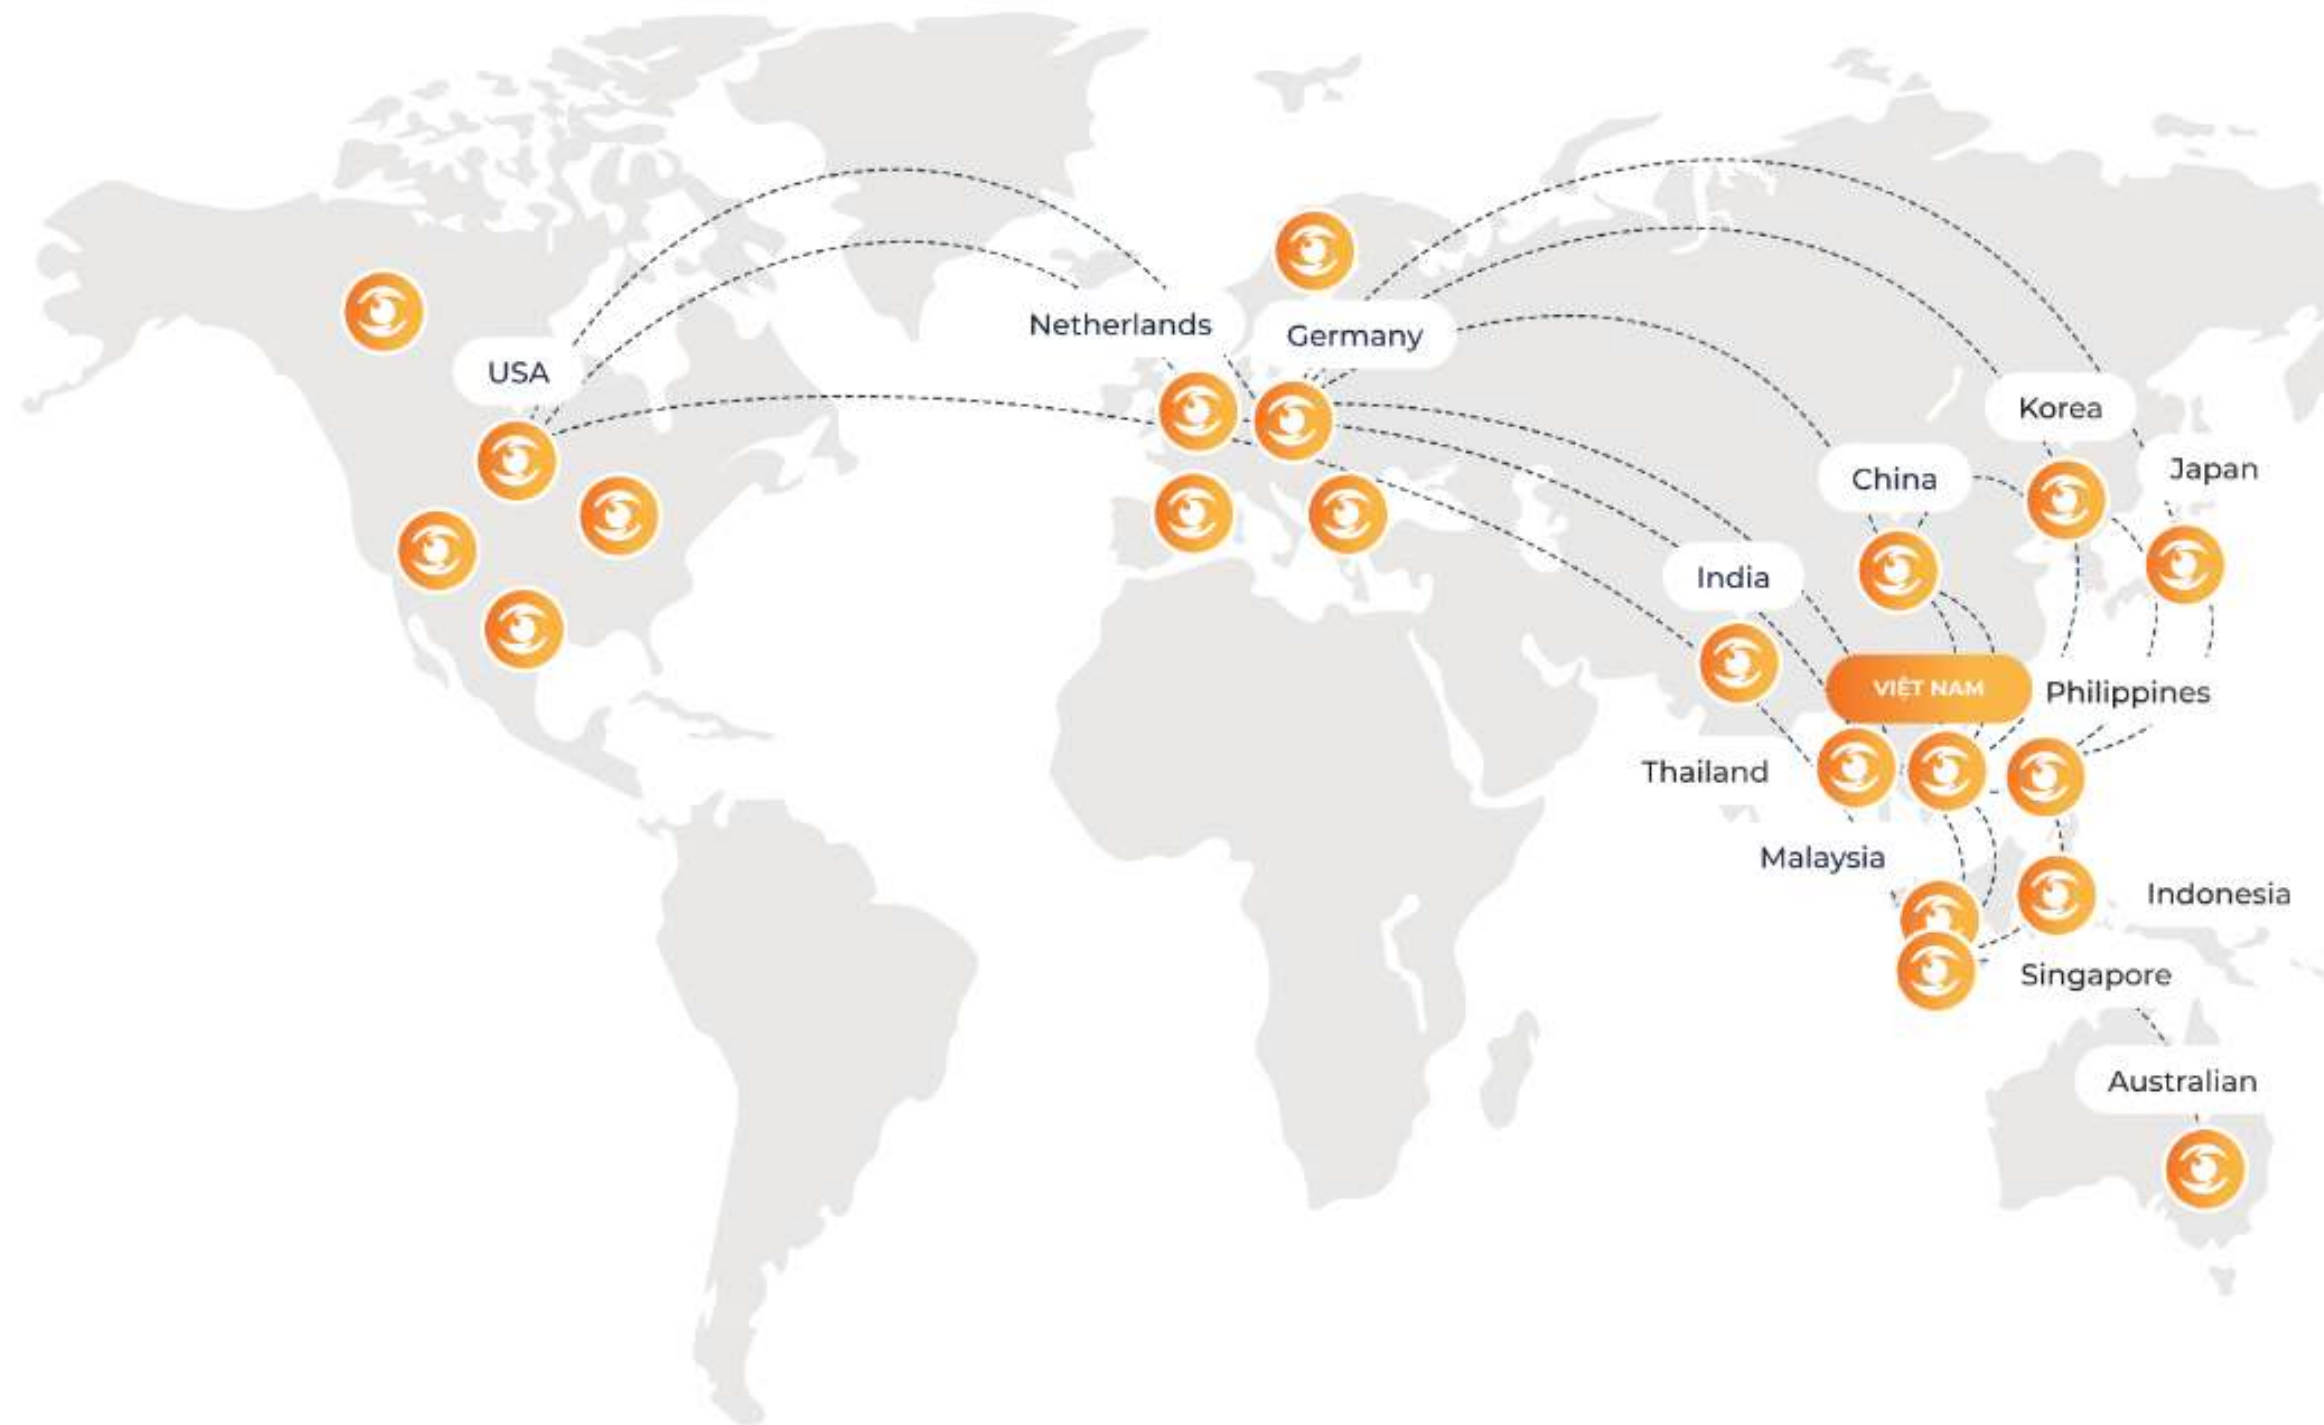 Netherlands
Germany
USA
Korea
Japan
China
India
VIỆT NAM
Philippines
Thailand
Malaysia
Indonesia
Singapore
Australian